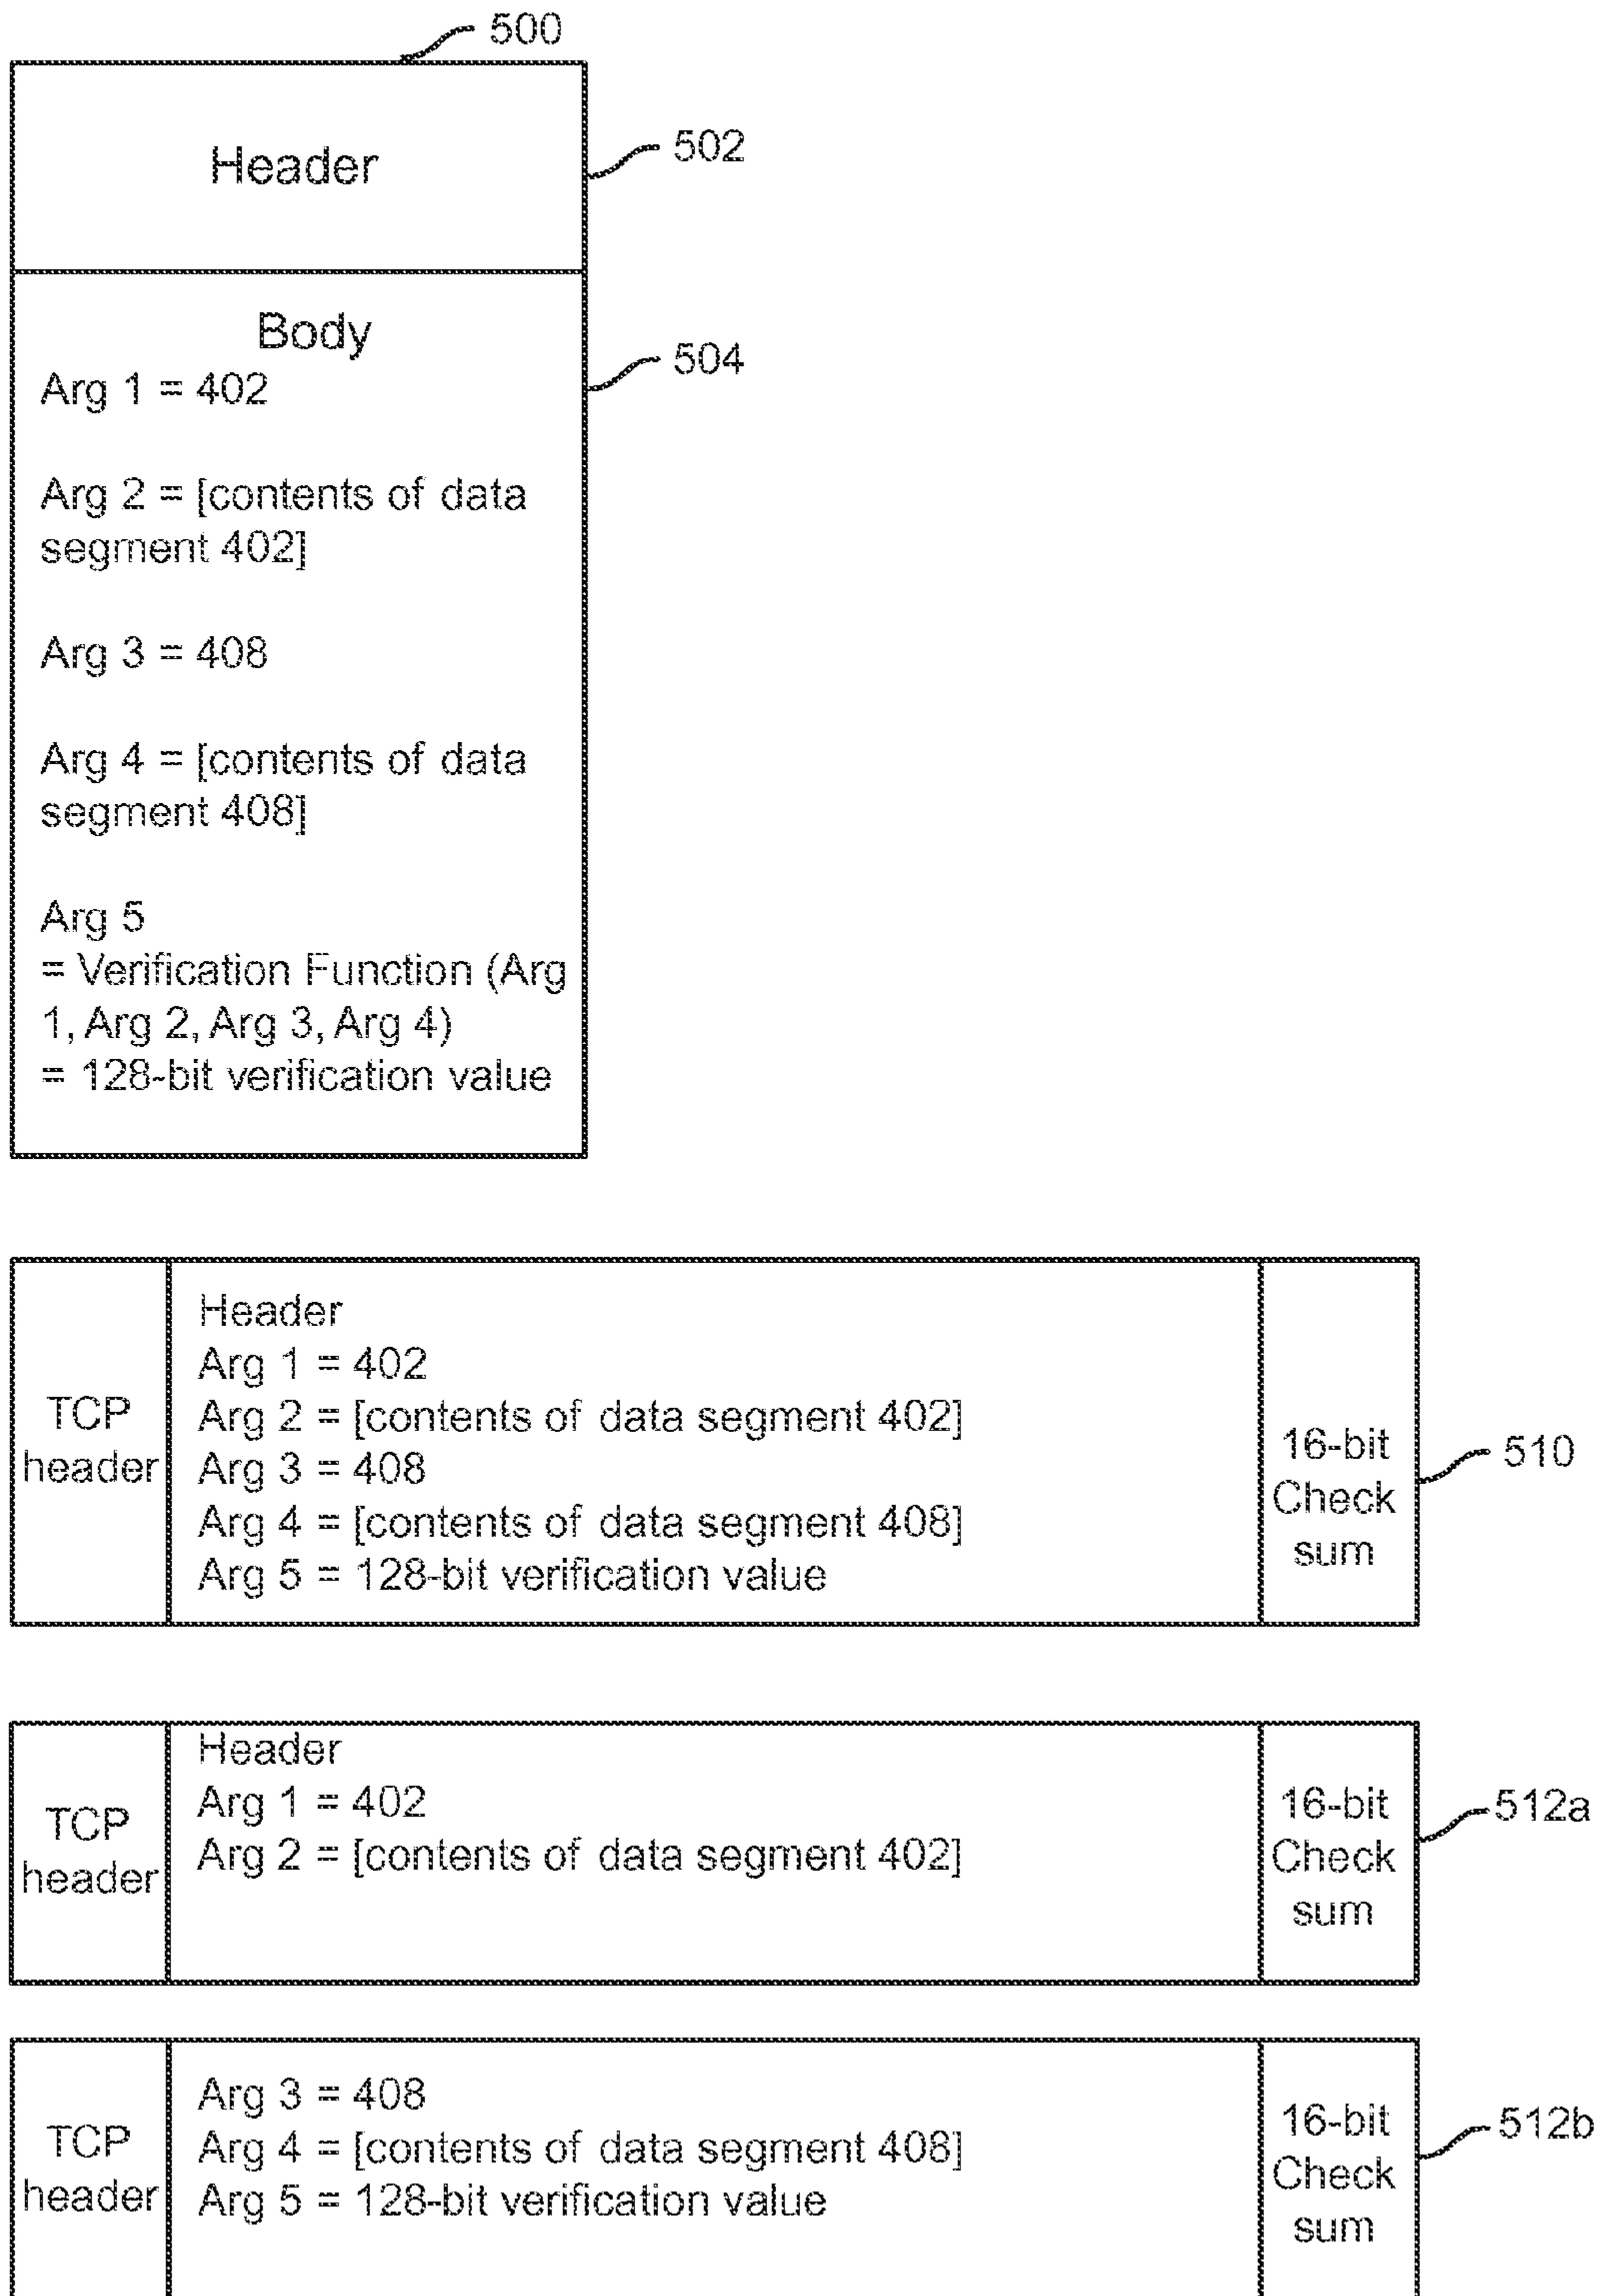 500
Header
502
Body
504
Arg 1 = 402
Arg 2 = [contents of data
segment 402]
Arg 3 = 408
Arg 4 = [contents of data
segment 408]
Arg 5
= Verification Function (Arg
1, Arg 2, Arg 3, Arg 4)
= 128-bit verification value
TCP
header
Header
Arg 1 = 402
Arg 2 = [contents of data segment 402]
Arg 3 = 408
Arg 4 = [contents of data segment 408]
Arg 5 = 128-bit verification value
16-bit
Check
sum
510
TCP
header
Header
Arg 1 = 402
Arg 2 = [contents of data segment 402]
16-bit
Check
sum
512a
TCP
header
Arg 3 = 408
Arg 4 = [contents of data segment 408]
Arg 5 = 128-bit verification value
16-bit
Check
sum
512b